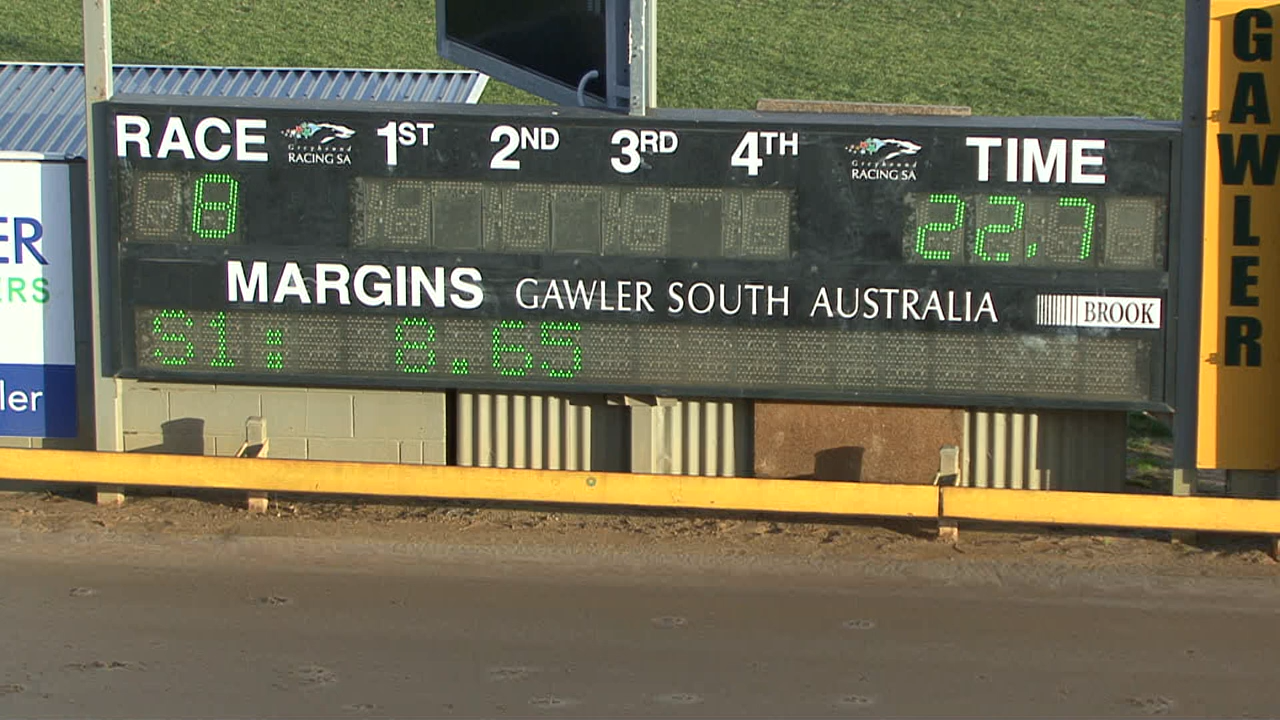 RACE Greyhound RACING SA 1ST 2ND 3RD 4TH Greyhound RACING SA TIME
8 22.7
MARGINS GAWLER SOUTH AUSTRALIA BROOK
S1: 8.65
GAWLER
ER
ERS
ler